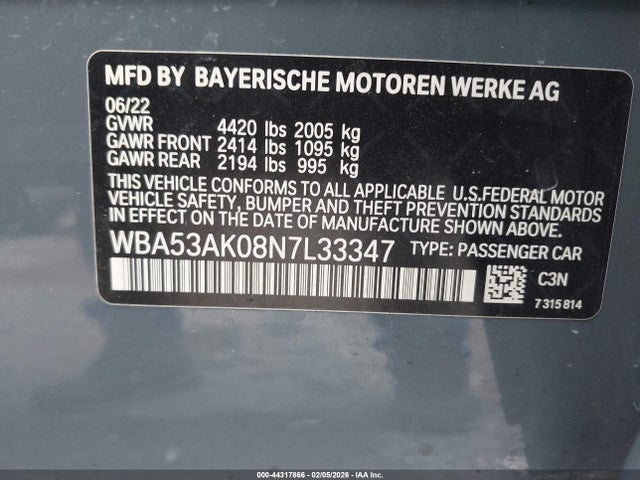 MFD BY BAYERISCHE MOTOREN WERKE AG
06/22
GVWR 4420 lbs 2005 kg
GAWR FRONT 2414 lbs 1095 kg
GAWR REAR 2194 lbs 995 kg
THIS VEHICLE CONFORMS TO ALL APPLICABLE U.S.FEDERAL MOTOR
VEHICLE SAFETY, BUMPER AND THEFT PREVENTION STANDARDS
IN EFFECT ON THE DATE OF MANUFACTURE SHOWN ABOVE.
WBA53AK08N7L33347 TYPE: PASSENGER CAR
C3N
7315814
000-44317866 - 02/05/2026 - IAA Inc.